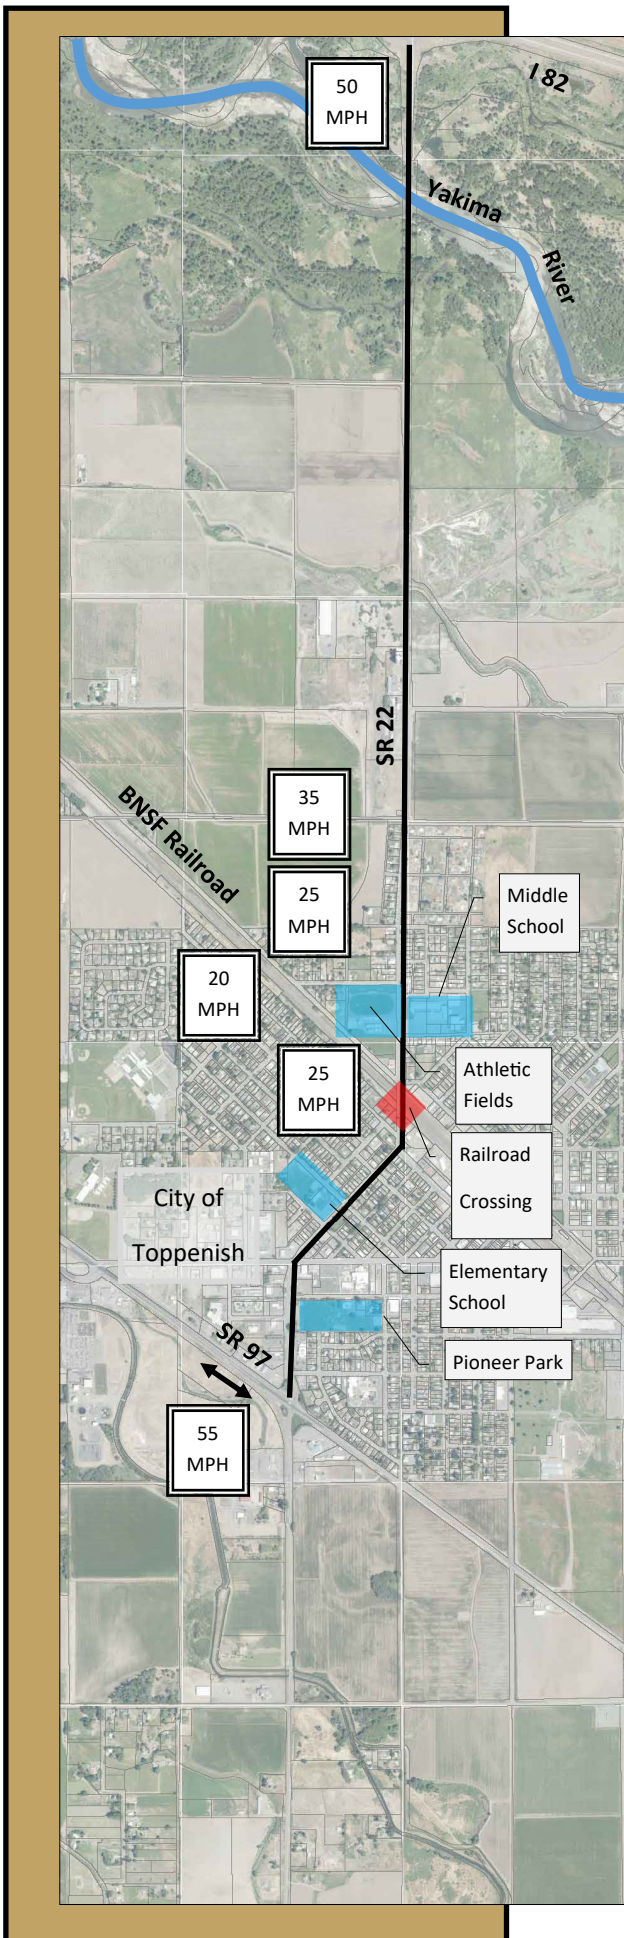 50
MPH
I 82
Yakima
River
SR 22
35
MPH
BNSF Railroad
25
MPH
Middle
School
20
MPH
25
MPH
Athletic
Fields
Railroad
Crossing
City of
Toppenish
Elementary
School
SR 97
Pioneer Park
55
MPH